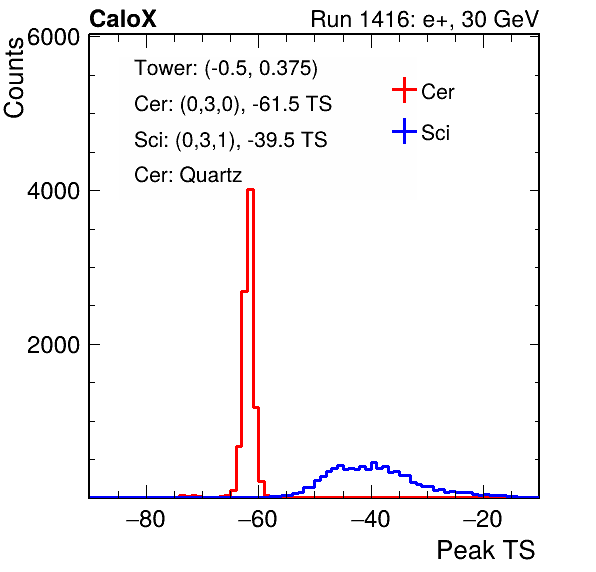 CaloX Run 1416: e+, 30 GeV
Counts
6000
4000
2000
Tower: (-0.5, 0.375)
Cer: (0,3,0), -61.5 TS
Sci: (0,3,1), -39.5 TS
Cer: Quartz
Cer
Sci
−80 −60 −40 −20
Peak TS